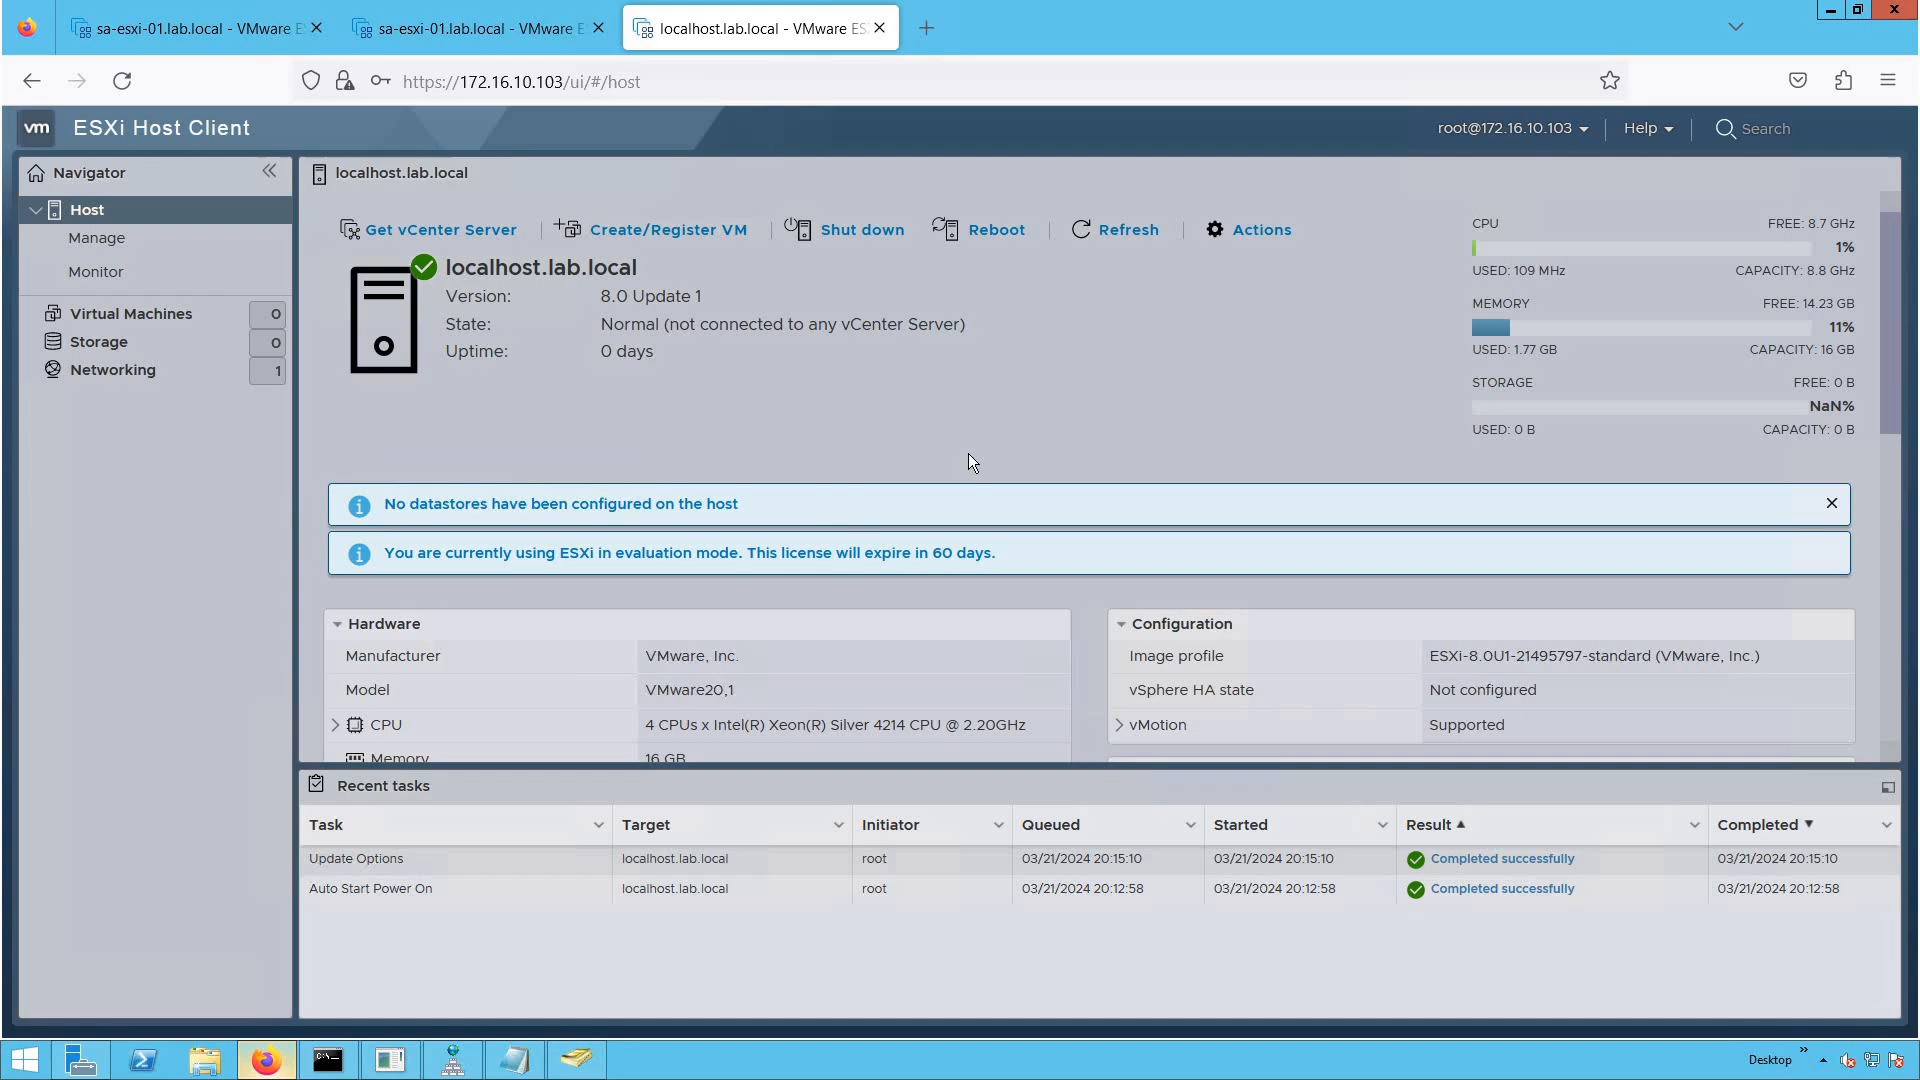 sa-esxi-01.lab.local - VMware E
sa-esxi-01.lab.local - VMware E
localhost.lab.local - VMware ES
https://172.16.10.103/ui/#/host
vm
ESXi Host Client
root@172.16.10.103
Help
Search
Navigator
Host
Manage
Monitor
Virtual Machines 0
Storage 0
Networking 1
localhost.lab.local
Get vCenter Server
Create/Register VM
Shut down
Reboot
Refresh
Actions
localhost.lab.local
Version: 8.0 Update 1
State: Normal (not connected to any vCenter Server)
Uptime: 0 days
CPU FREE: 8.7 GHz
1%
USED: 109 MHz CAPACITY: 8.8 GHz
MEMORY FREE: 14.23 GB
11%
USED: 1.77 GB CAPACITY: 16 GB
STORAGE FREE: 0 B
NaN%
USED: 0 B CAPACITY: 0 B
No datastores have been configured on the host
You are currently using ESXi in evaluation mode. This license will expire in 60 days.
Hardware
Manufacturer VMware, Inc.
Model VMware20,1
CPU 4 CPUs x Intel(R) Xeon(R) Silver 4214 CPU @ 2.20GHz
Memory 16 GB
Configuration
Image profile ESXi-8.0U1-21495797-standard (VMware, Inc.)
vSphere HA state Not configured
vMotion Supported
Recent tasks
Task Target Initiator Queued Started Result Completed
Update Options localhost.lab.local root 03/21/2024 20:15:10 03/21/2024 20:15:10 Completed successfully 03/21/2024 20:15:10
Auto Start Power On localhost.lab.local root 03/21/2024 20:12:58 03/21/2024 20:12:58 Completed successfully 03/21/2024 20:12:58
Desktop